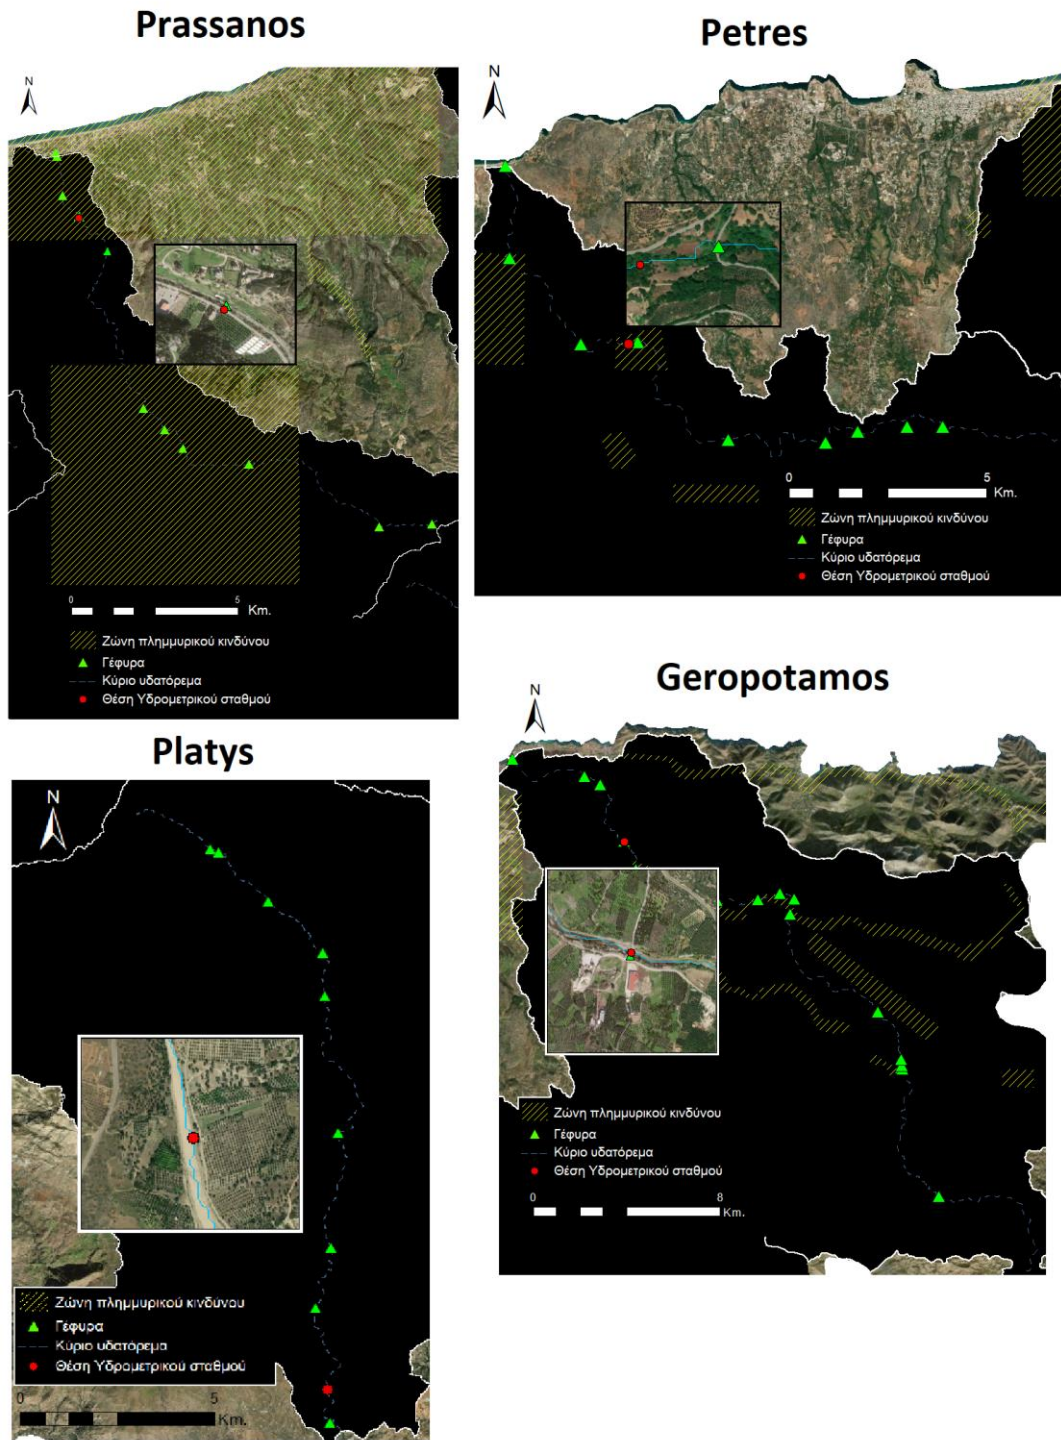 Prassanos
N
0 5
Km.
Ζώνη πλημμυρικού κινδύνου
Γέφυρα
Κύριο υδατόρεμα
Θέση Υδρομετρικού σταθμού
Petres
N
0 5
Km.
Ζώνη πλημμυρικού κινδύνου
Γέφυρα
Κύριο υδατόρεμα
Θέση Υδρομετρικού σταθμού
Platys
N
Ζώνη πλημμυρικού κινδύνου
Γέφυρα
Κύριο υδατόρεμα
Θέση Υδρομετρικού σταθμού
0 5
Km.
Geropotamos
N
Ζώνη πλημμυρικού κινδύνου
Γέφυρα
Κύριο υδατόρεμα
Θέση Υδρομετρικού σταθμού
0 8
Km.